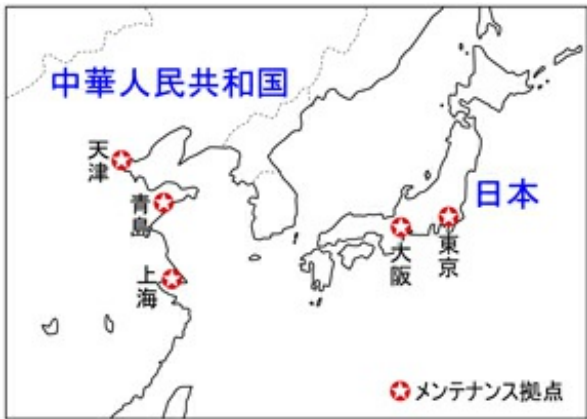 中華人民共和国
天津
青島
上海
日本
東京
大阪
メンテナンス拠点